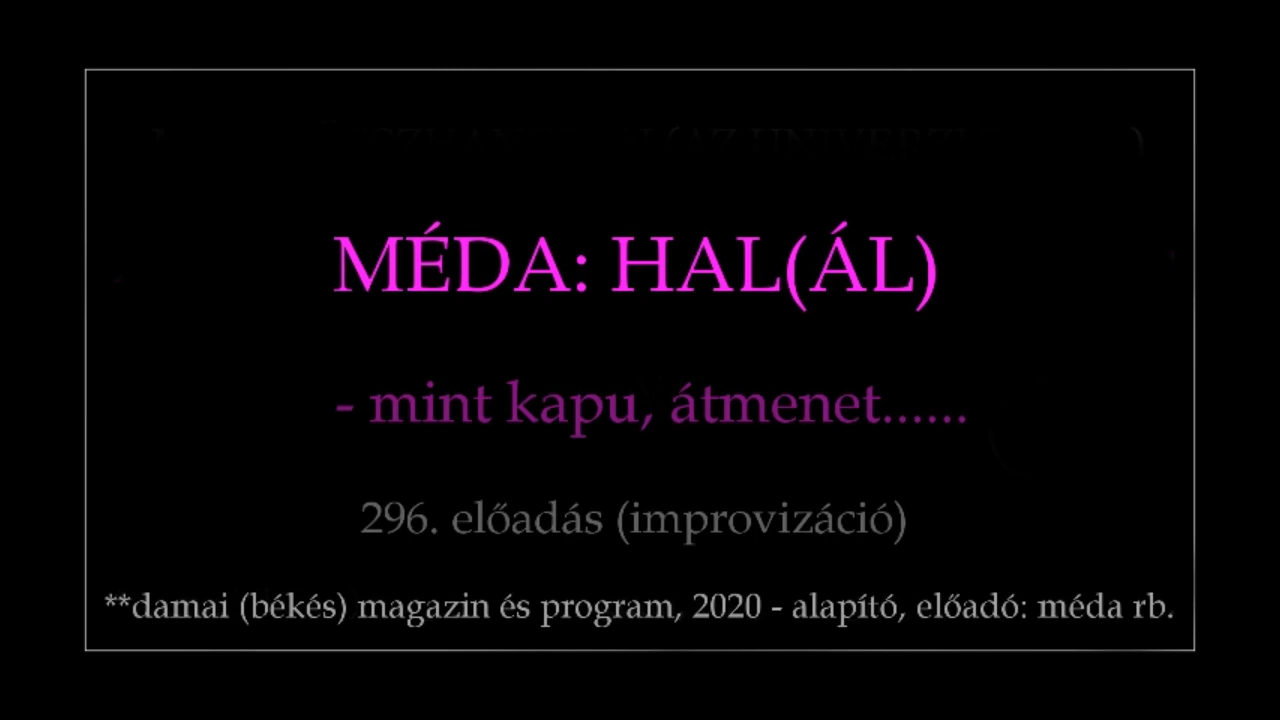 MÉDA: HAL(ÁL)
- mint kapu, átmenet......
296. előadás (improvizáció)
**damai (békés) magazin és program, 2020 - alapító, előadó: méda rb.